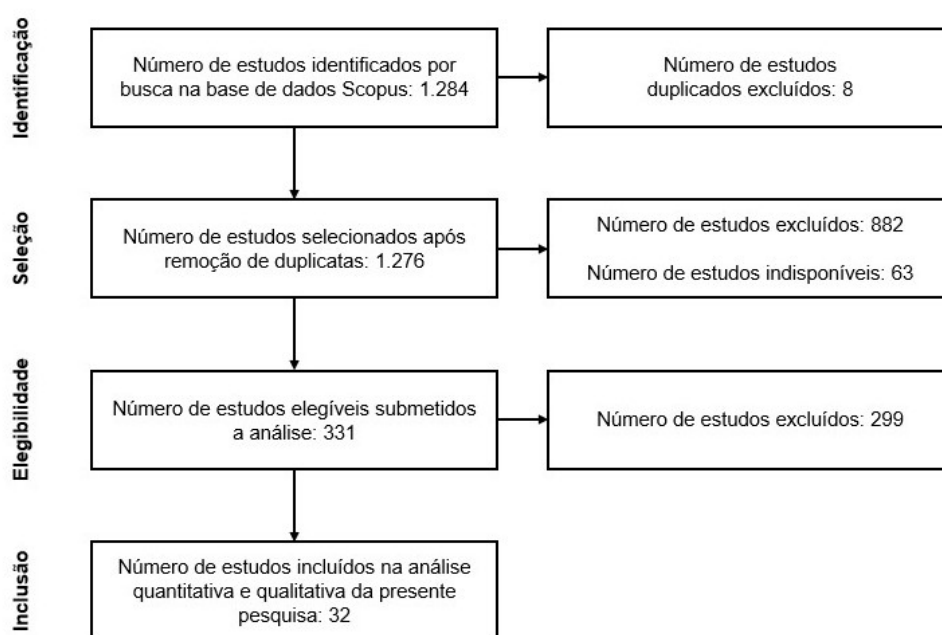 Identificação
Número de estudos identificados por
busca na base de dados Scopus: 1.284
Número de estudos
duplicados excluídos: 8
Seleção
Número de estudos selecionados após
remoção de duplicatas: 1.276
Número de estudos excluídos: 882
Número de estudos indisponíveis: 63
Elegibilidade
Número de estudos elegíveis submetidos
a análise: 331
Número de estudos excluídos: 299
Inclusão
Número de estudos incluídos na análise
quantitativa e qualitativa da presente
pesquisa: 32